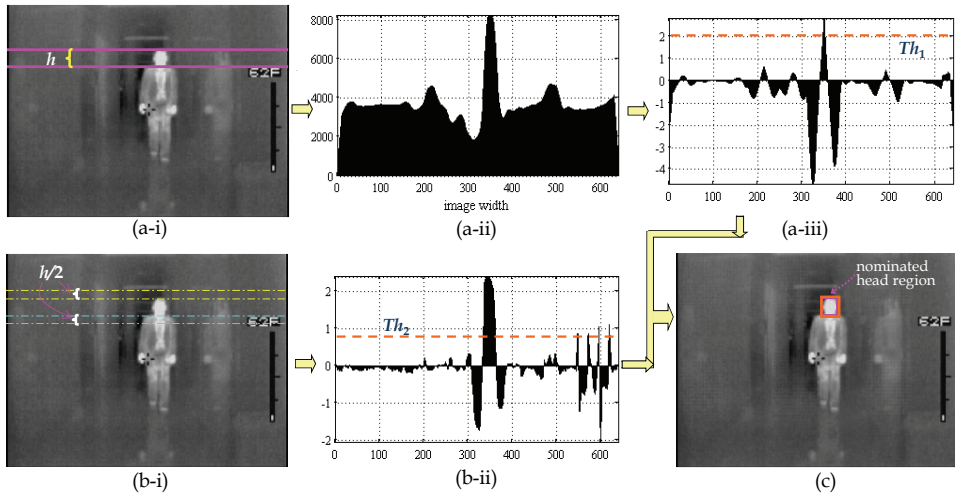 h
62F
(a-i)
8000
6000
4000
2000
0
0 100 200 300 400 500 600
image width
(a-ii)
2
1
0
-1
-2
-3
-4
Th1
0 100 200 300 400 500 600
(a-iii)
h/2
62F
(b-i)
2
1
0
-1
-2
Th2
0 100 200 300 400 500 600
(b-ii)
nominated
head region
62F
(c)